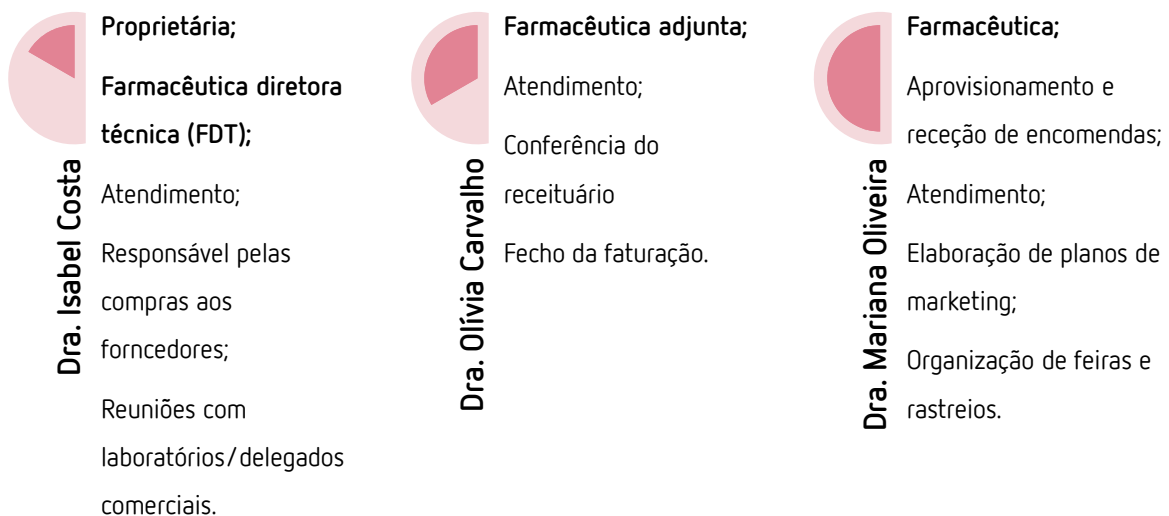 Dra. Isabel Costa
Proprietária;
Farmacêutica diretora
técnica (FDT);
Atendimento;
Responsável pelas
compras aos
forncedores;
Reuniões com
laboratórios/delegados
comerciais.
Dra. Olívia Carvalho
Farmacêutica adjunta;
Atendimento;
Conferência do
receituário
Fecho da faturação.
Dra. Mariana Oliveira
Farmacêutica;
Aprovisionamento e
receção de encomendas;
Atendimento;
Elaboração de planos de
marketing;
Organização de feiras e
rastreios.